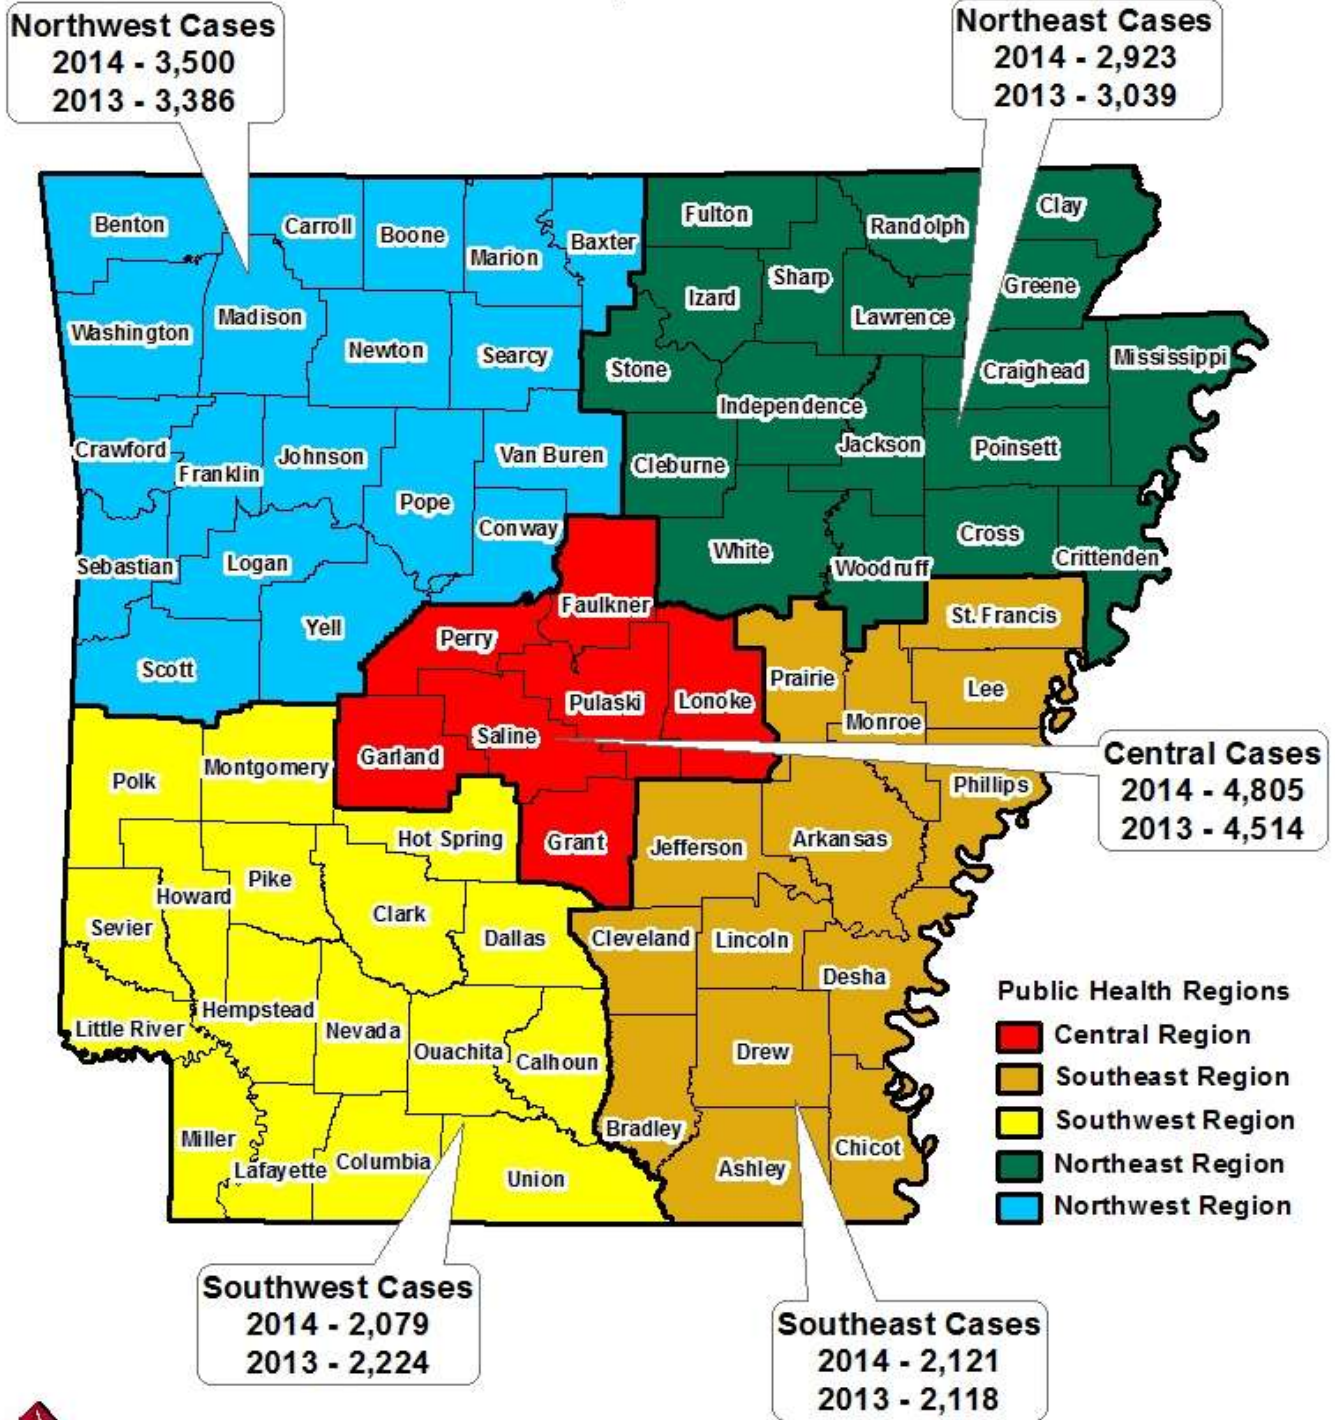 Northwest Cases
2014 - 3,500
2013 - 3,386
Northeast Cases
2014 - 2,923
2013 - 3,039
Benton
Carroll
Boone
Marion
Baxter
Fulton
Randolph
Clay
Washington
Madison
Newton
Searcy
Izard
Sharp
Lawrence
Greene
Stone
Independence
Craighead
Mississippi
Crawford
Franklin
Johnson
Pope
Van Buren
Cleburne
Jackson
Poinsett
Conway
Sebastian
Logan
White
Woodruff
Cross
Crittenden
Yell
Scott
Faulkner
Perry
St. Francis
Pulaski
Lonoke
Prairie
Lee
Monroe
Saline
Garland
Polk
Montgomery
Phillips
Central Cases
2014 - 4,805
2013 - 4,514
Hot Spring
Grant
Jefferson
Arkansas
Pike
Howard
Clark
Sevier
Dallas
Cleveland
Lincoln
Desha
Hempstead
Little River
Nevada
Ouachita
Calhoun
Drew
Miller
Lafayette
Columbia
Union
Bradley
Ashley
Chicot
Public Health Regions
Central Region
Southeast Region
Southwest Region
Northeast Region
Northwest Region
Southwest Cases
2014 - 2,079
2013 - 2,224
Southeast Cases
2014 - 2,121
2013 - 2,118